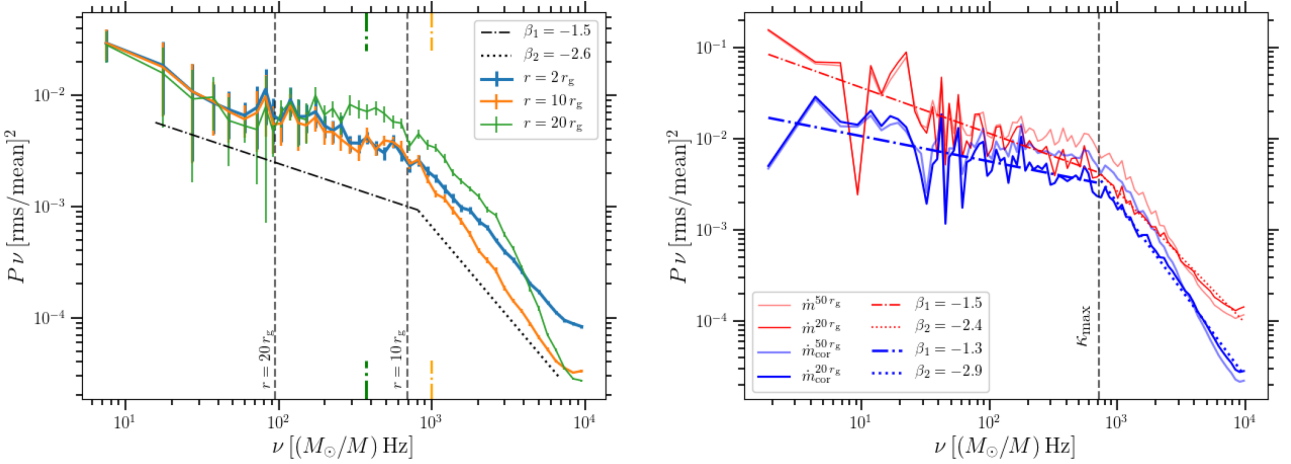 P ν [rms/mean]²
10⁻²
10⁻³
10⁻⁴
β₁ = −1.5
β₂ = −2.6
r = 2 r_g
r = 10 r_g
r = 20 r_g
r = 20 r_g
r = 10 r_g
10¹
10²
10³
10⁴
ν [(M_⊙/M) Hz]
P ν [rms/mean]²
10⁻¹
10⁻²
10⁻³
10⁻⁴
κ_max
ṁ^{50 r_g} β₁ = −1.5
ṁ^{20 r_g} β₂ = −2.4
ṁ_cor^{50 r_g} β₁ = −1.3
ṁ_cor^{20 r_g} β₂ = −2.9
10¹
10²
10³
10⁴
ν [(M_⊙/M) Hz]